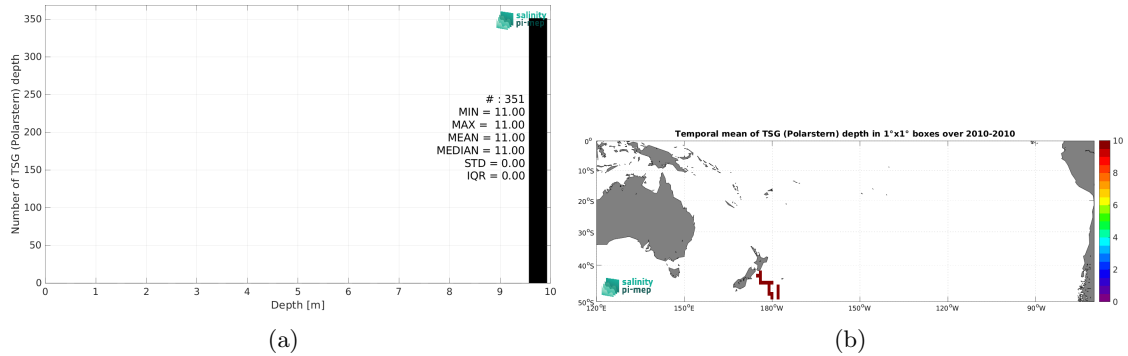 Number of TSG (Polarstern) depth
350
300
250
200
150
100
50
0
salinity
pi-mep
# : 351
MIN = 11.00
MAX = 11.00
MEAN = 11.00
MEDIAN = 11.00
STD = 0.00
IQR = 0.00
0 1 2 3 4 5 6 7 8 9 10
Depth [m]
(a)
Temporal mean of TSG (Polarstern) depth in 1°x1° boxes over 2010-2010
0°
10°S
20°S
30°S
40°S
50°S
salinity
pi-mep
120°E 150°E 180°W 150°W 120°W 90°W
10
8
6
4
2
0
(b)